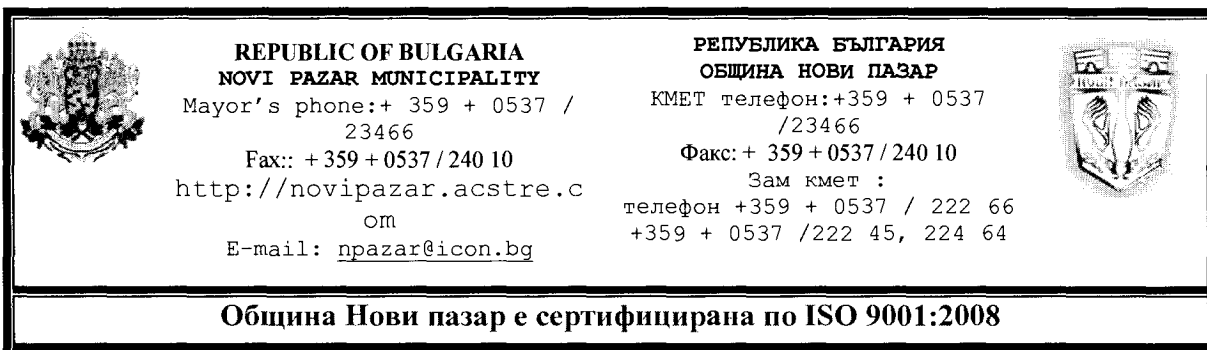 REPUBLIC OF BULGARIA
NOVI PAZAR MUNICIPALITY
Mayor's phone:+ 359 + 0537 /
23466
Fax:: + 359 + 0537 / 240 10
http://novipazar.acstre.c
om
E-mail: npazar@icon.bg
РЕПУБЛИКА БЪЛГАРИЯ
ОБЩИНА НОВИ ПАЗАР
КМЕТ телефон:+359 + 0537
/23466
Факс: + 359 + 0537 / 240 10
Зам кмет :
телефон +359 + 0537 / 222 66
+359 + 0537 /222 45, 224 64
Община Нови пазар е сертифицирана по ISO 9001:2008